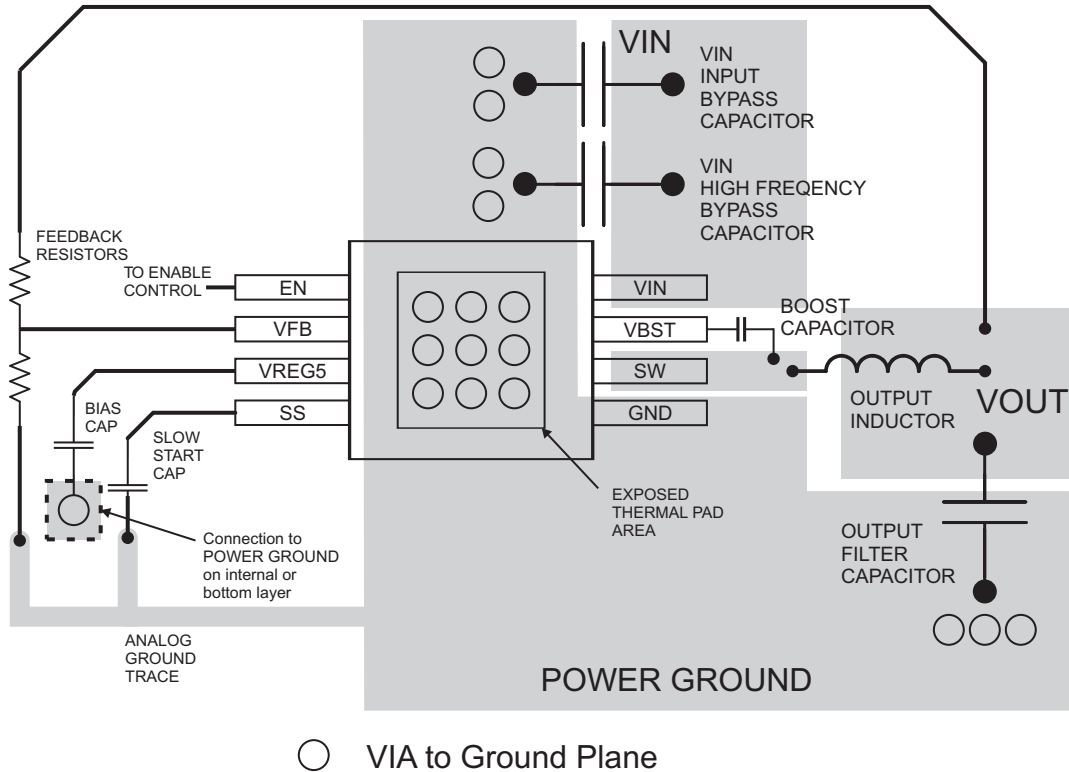 VIN
VIN
INPUT
BYPASS
CAPACITOR
VIN
HIGH FREQENCY
BYPASS
CAPACITOR
FEEDBACK
RESISTORS
TO ENABLE
CONTROL
EN
VFB
VREG5
SS
VIN
VBST
SW
GND
BOOST
CAPACITOR
OUTPUT
INDUCTOR
VOUT
BIAS
CAP
SLOW
START
CAP
EXPOSED
THERMAL PAD
AREA
Connection to
POWER GROUND
on internal or
bottom layer
OUTPUT
FILTER
CAPACITOR
ANALOG
GROUND
TRACE
POWER GROUND
VIA to Ground Plane